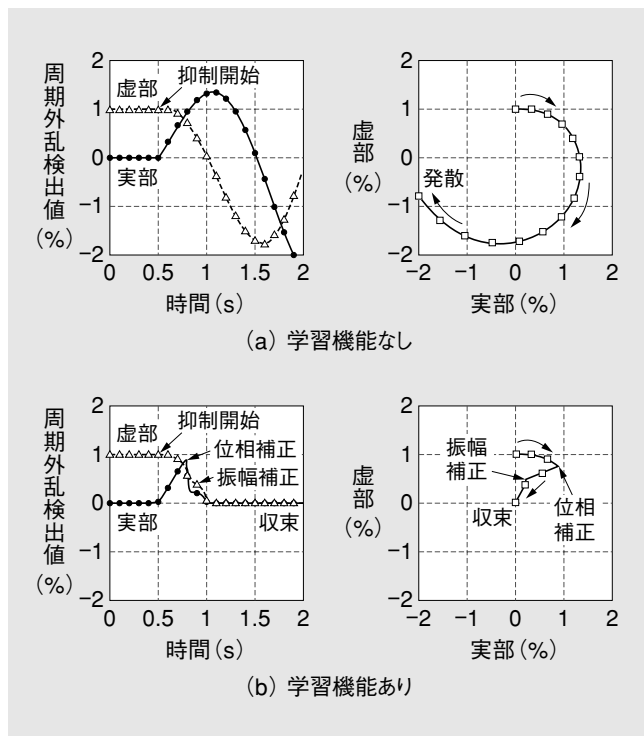 周期外乱検出値(%)
2
1
0
−1
−2
虚部
抑制開始
実部
0 0.5 1 1.5 2
時間(s)
虚部(%)
2
1
0
−1
−2
発散
−2 −1 0 1 2
実部(%)
(a) 学習機能なし
周期外乱検出値(%)
2
1
0
1
−2
虚部
抑制開始
位相補正
振幅補正
実部
収束
0 0.5 1 1.5 2
時間(s)
虚部(%)
2
1
0
−1
−2
振幅
補正
収束
位相
補正
−2 −1 0 1 2
実部(%)
(b) 学習機能あり